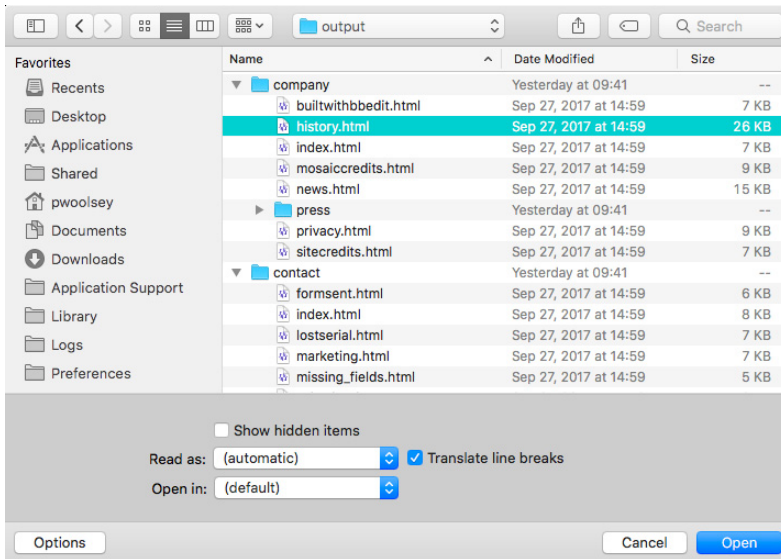 output
Search
Favorites
Recents
Desktop
Applications
Shared
pwoolsey
Documents
Downloads
Application Support
Library
Logs
Preferences
Name Date Modified Size
company Yesterday at 09:41 --
builtwithbbedit.html Sep 27, 2017 at 14:59 7 KB
history.html Sep 27, 2017 at 14:59 26 KB
index.html Sep 27, 2017 at 14:59 7 KB
mosaiccredits.html Sep 27, 2017 at 14:59 9 KB
news.html Sep 27, 2017 at 14:59 15 KB
press Yesterday at 09:41 --
privacy.html Sep 27, 2017 at 14:59 9 KB
sitecredits.html Sep 27, 2017 at 14:59 7 KB
contact Yesterday at 09:41 --
formsent.html Sep 27, 2017 at 14:59 6 KB
index.html Sep 27, 2017 at 14:59 8 KB
lostserial.html Sep 27, 2017 at 14:59 7 KB
marketing.html Sep 27, 2017 at 14:59 7 KB
missing_fields.html Sep 27, 2017 at 14:59 5 KB
Show hidden items
Read as: (automatic) Translate line breaks
Open in: (default)
Options Cancel Open